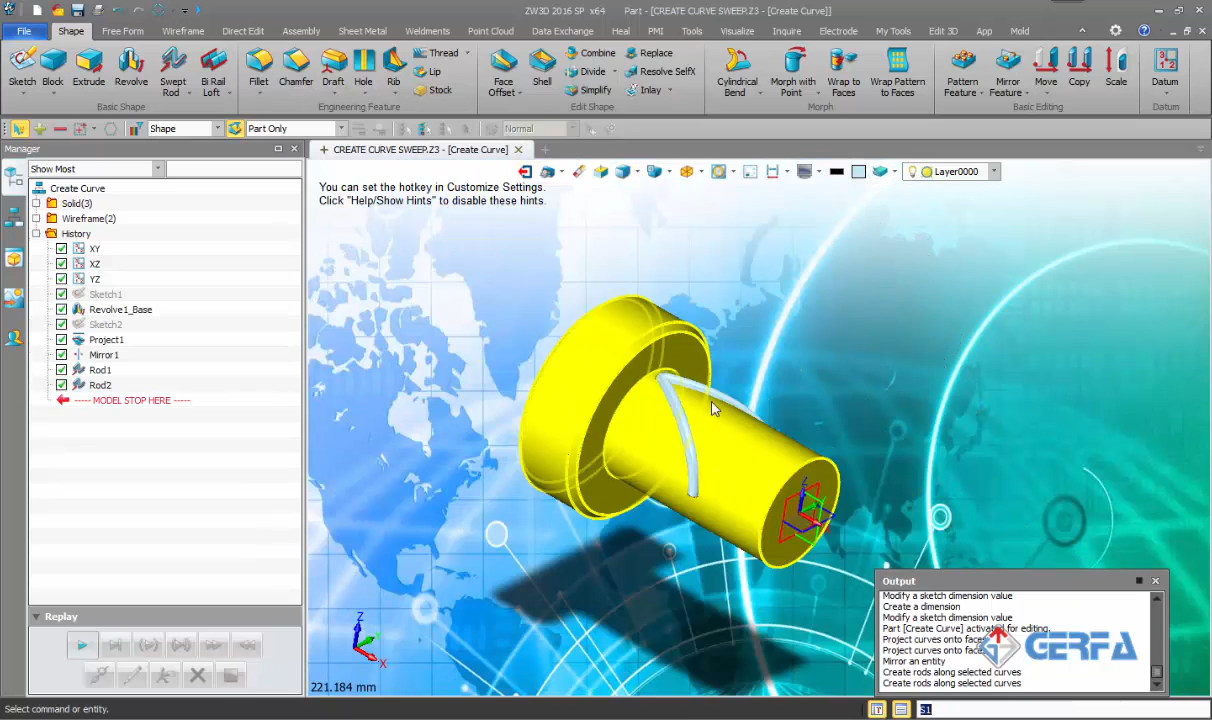 ZW3D 2016 SP x64 Part - [CREATE CURVE SWEEP.Z3 - [Create Curve]]
File Shape Free Form Wireframe Direct Edit Assembly Sheet Metal Weldments Point Cloud Data Exchange Heal PMI Tools Visualize Inquire Electrode My Tools Edit 3D App Mold
Sketch Block Extrude Revolve Swept Rod Bi Rail Loft
Basic Shape
Fillet Chamfer Draft Hole Rib Thread Lip Stock
Engineering Feature
Face Offset Shell Combine Divide Simplify Replace Resolve SelfX Inlay
Edit Shape
Cylindrical Bend Morph with Point Wrap to Faces Wrap Pattern to Faces
Morph
Pattern Feature Mirror Feature Move Copy Scale
Basic Editing
Datum
Datum
Shape Part Only Normal
Manager
CREATE CURVE SWEEP.Z3 - [Create Curve]
Show Most
Layer0000
You can set the hotkey in Customize Settings.
Click "Help/Show Hints" to disable these hints.
Create Curve
Solid(3)
Wireframe(2)
History
XY
XZ
YZ
Sketch1
Revolve1_Base
Sketch2
Project1
Mirror1
Rod1
Rod2
----- MODEL STOP HERE -----
Z
Output
Modify a sketch dimension value
Create a dimension
Modify a sketch dimension value
Part [Create Curve] activated for editing.
Project curves onto faces
Project curves onto faces
Mirror an entity
Create rods along selected curves
Create rods along selected curves
GERFA
Replay
Z
X
221.184 mm
Select command or entity.
S1